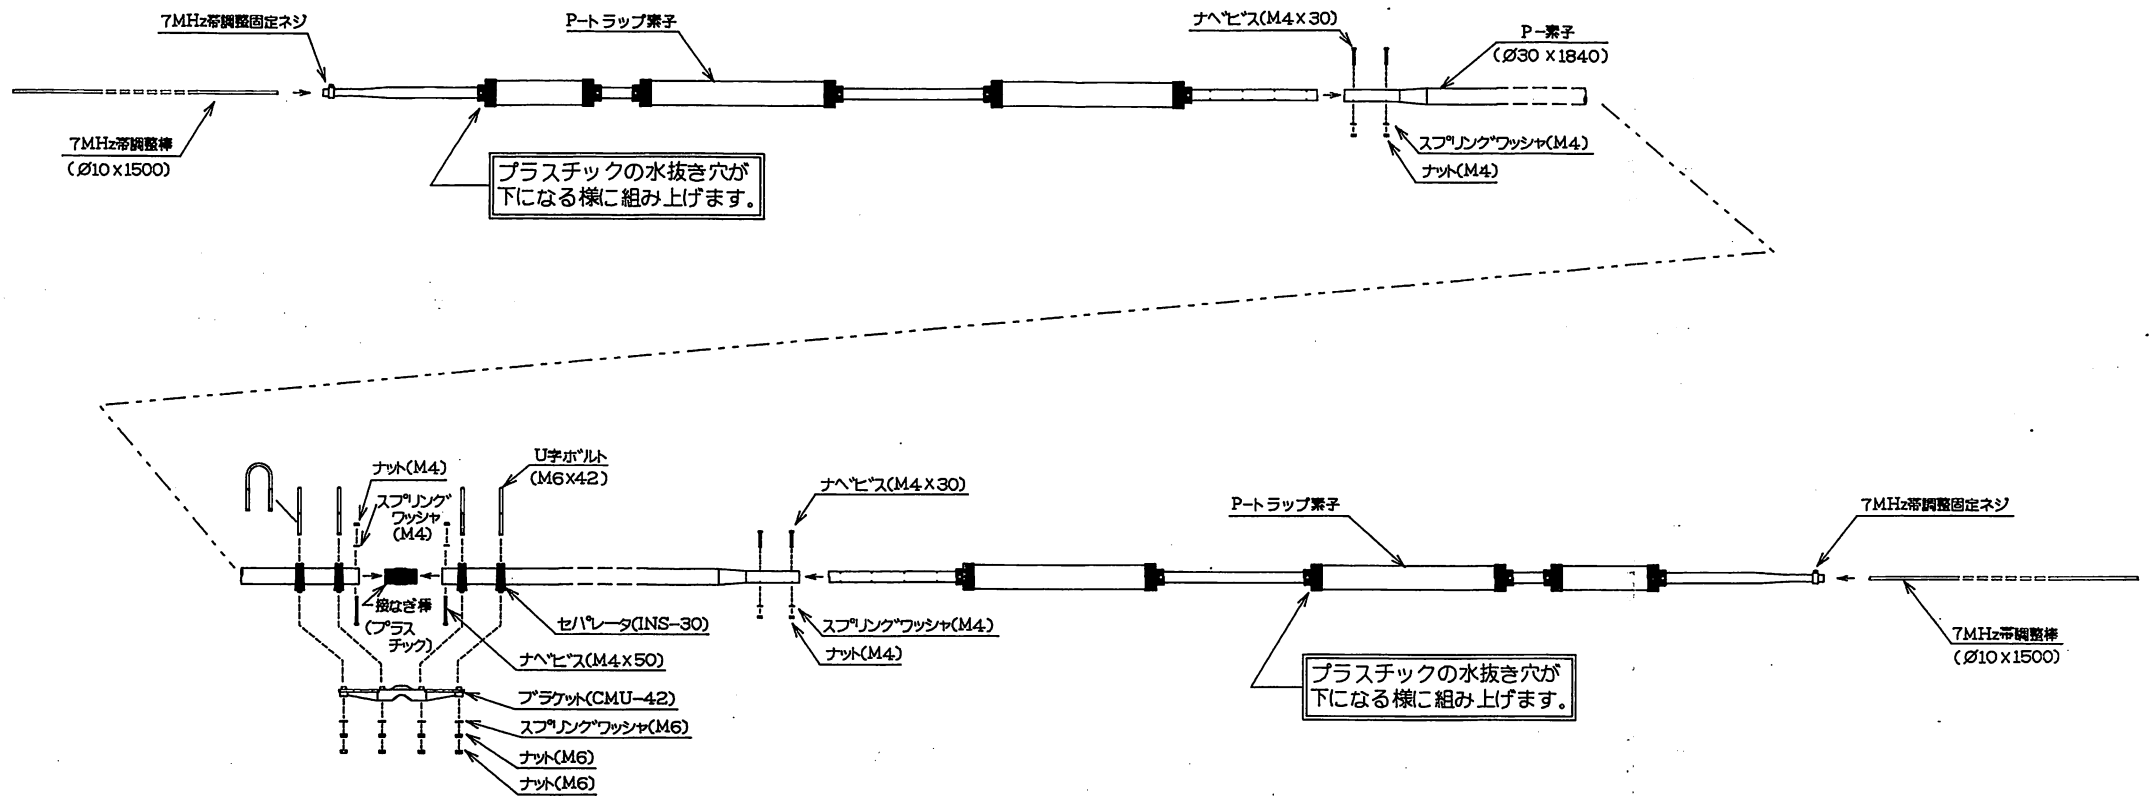 7MHz帯調整固定ネジ
P-トラップ素子
ナベビス(M4×30)
P-素子
(Ø30×1840)
7MHz帯調整棒
(Ø10×1500)
プラスチックの水抜き穴が
下になる様に組み上げます。
スプリングワッシャ(M4)
ナット(M4)
ナット(M4)
スプリング
ワッシャ
(M4)
U字ボルト
(M6×42)
ナベビス(M4×30)
P-トラップ素子
7MHz帯調整固定ネジ
接なぎ棒
(プラス
チック)
セパレータ(INS-30)
ナベビス(M4×50)
ブラケット(CMU-42)
スプリングワッシャ(M6)
ナット(M6)
ナット(M6)
スプリングワッシャ(M4)
ナット(M4)
プラスチックの水抜き穴が
下になる様に組み上げます。
7MHz帯調整棒
(Ø10×1500)